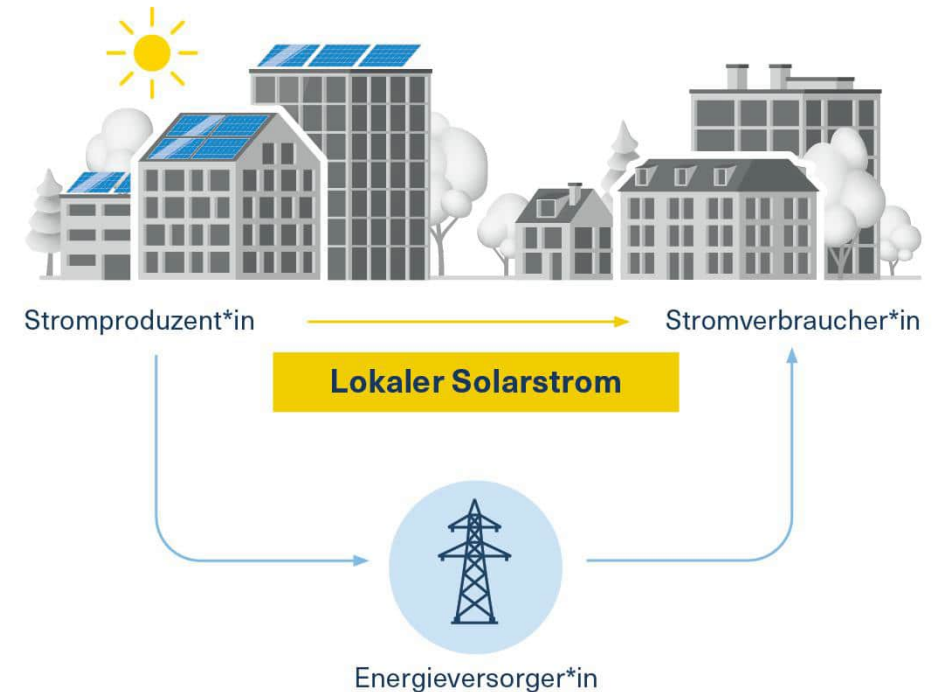 Stromproduzent*in
Stromverbraucher*in
Lokaler Solarstrom
Energieversorger*in